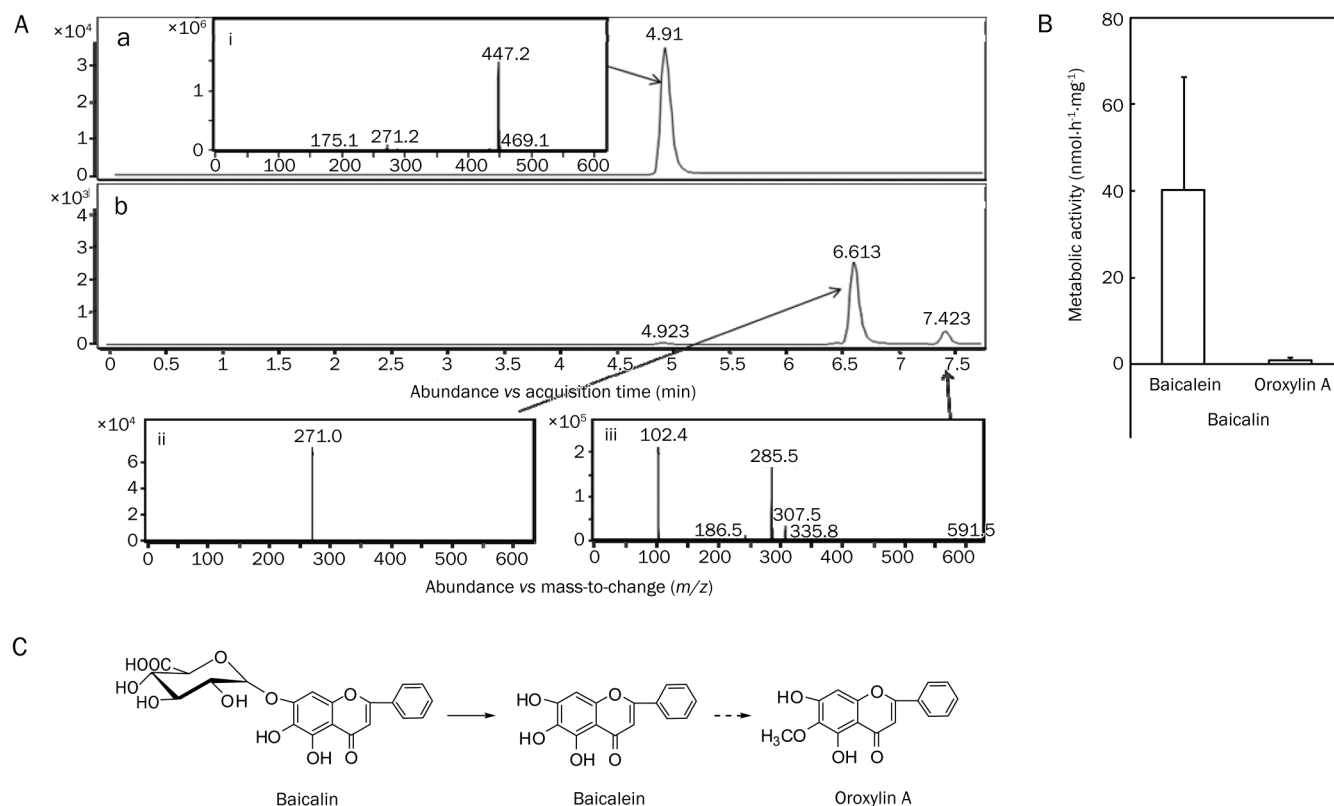 A
×10⁴
a
3
2
1
0
×10⁶
i
1
0
447.2
175.1
271.2
469.1
0 100 200 300 400 500 600
4.91
×10³
b
4
3
2
1
0
4.923
6.613
7.423
0 0.5 1 1.5 2 2.5 3 3.5 4 4.5 5 5.5 6 6.5 7 7.5
Abundance vs acquisition time (min)
×10⁴
ii
6
4
2
0
271.0
0 100 200 300 400 500 600
×10⁵
iii
2
1
0
102.4
285.5
186.5
307.5
335.8
591.5
0 100 200 300 400 500 600
Abundance vs mass-to-change (m/z)
B
Metabolic activity (nmol·h⁻¹·mg⁻¹)
80
60
40
20
0
Baicalein Oroxylin A
Baicalin
C
HOOC
O
HO
HO
OH
O
O
HO
OH
O
Baicalin
HO
O
HO
OH
O
Baicalein
HO
O
H₃CO
OH
O
Oroxylin A